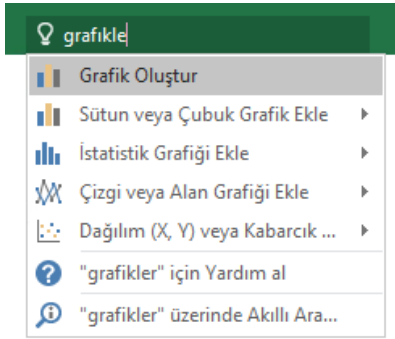 grafıkle
Grafik Oluştur
Sütun veya Çubuk Grafik Ekle
İstatistik Grafiği Ekle
Çizgi veya Alan Grafiği Ekle
Dağılım (X, Y) veya Kabarcık ...
"grafikler" için Yardım al
"grafikler" üzerinde Akıllı Ara...